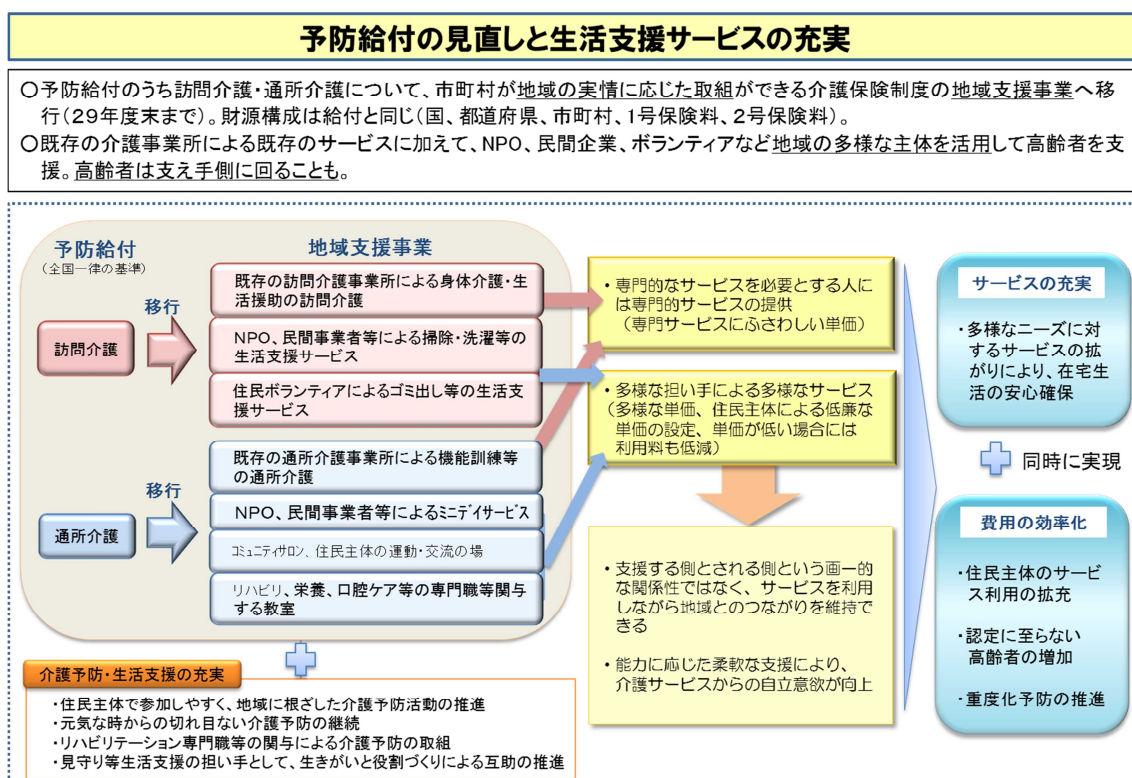 予防給付の見直しと生活支援サービスの充実
○予防給付のうち訪問介護・通所介護について、市町村が地域の実情に応じた取組ができる介護保険制度の地域支援事業へ移
行(29年度末まで)。財源構成は給付と同じ(国、都道府県、市町村、1号保険料、2号保険料)。
○既存の介護事業所による既存のサービスに加えて、NPO、民間企業、ボランティアなど地域の多様な主体を活用して高齢者を支
援。高齢者は支え手側に回ることも。
予防給付
(全国一律の基準)
地域支援事業
移行
訪問介護
既存の訪問介護事業所による身体介護・生
活援助の訪問介護
NPO、民間事業者等による掃除・洗濯等の
生活支援サービス
住民ボランティアによるゴミ出し等の生活支
援サービス
移行
通所介護
既存の通所介護事業所による機能訓練等
の通所介護
NPO、民間事業者等によるミニデイサービス
コミュニティサロン、住民主体の運動・交流の場
リハビリ、栄養、口腔ケア等の専門職等関与
する教室
介護予防・生活支援の充実
・住民主体で参加しやすく、地域に根ざした介護予防活動の推進
・元気な時からの切れ目ない介護予防の継続
・リハビリテーション専門職等の関与による介護予防の取組
・見守り等生活支援の担い手として、生きがいと役割づくりによる互助の推進
・専門的なサービスを必要とする人に
は専門的サービスの提供
(専門サービスにふさわしい単価)
・多様な担い手による多様なサービス
(多様な単価、住民主体による低廉な
単価の設定、単価が低い場合には
利用料も低減)
・支援する側とされる側という画一的
な関係性ではなく、サービスを利用
しながら地域とのつながりを維持で
きる
・能力に応じた柔軟な支援により、
介護サービスからの自立意欲が向上
サービスの充実
・多様なニーズに対
するサービスの拡
がりにより、在宅生
活の安心確保
同時に実現
費用の効率化
・住民主体のサービ
ス利用の拡充
・認定に至らない
高齢者の増加
・重度化予防の推進